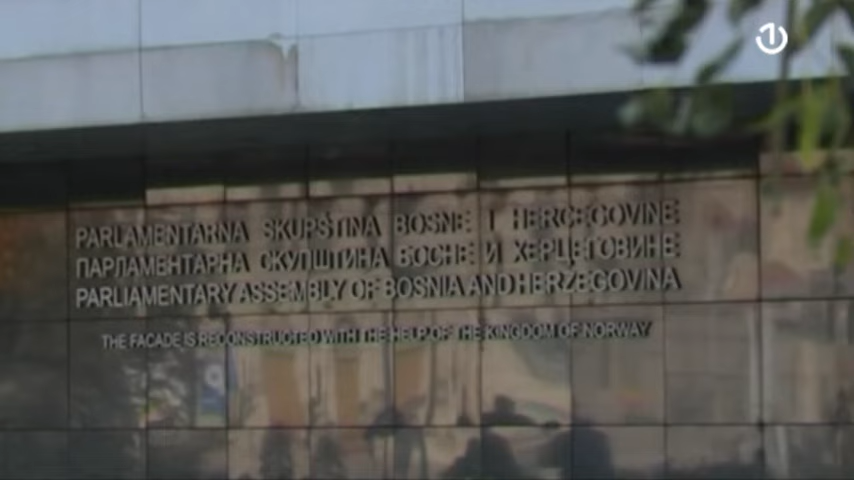 PARLAMENTARNA SKUPŠTINA BOSNE I HERCEGOVINE
ПАРЛАМЕНТАРНА СКУПШТИНА БОСНЕ И ХЕРЦЕГОВИНЕ
PARLIAMENTARY ASSEMBLY OF BOSNIA AND HERZEGOVINA
THE FACADE IS RECONSTRUCTED WITH THE HELP OF THE KINGDOM OF NORWAY
1